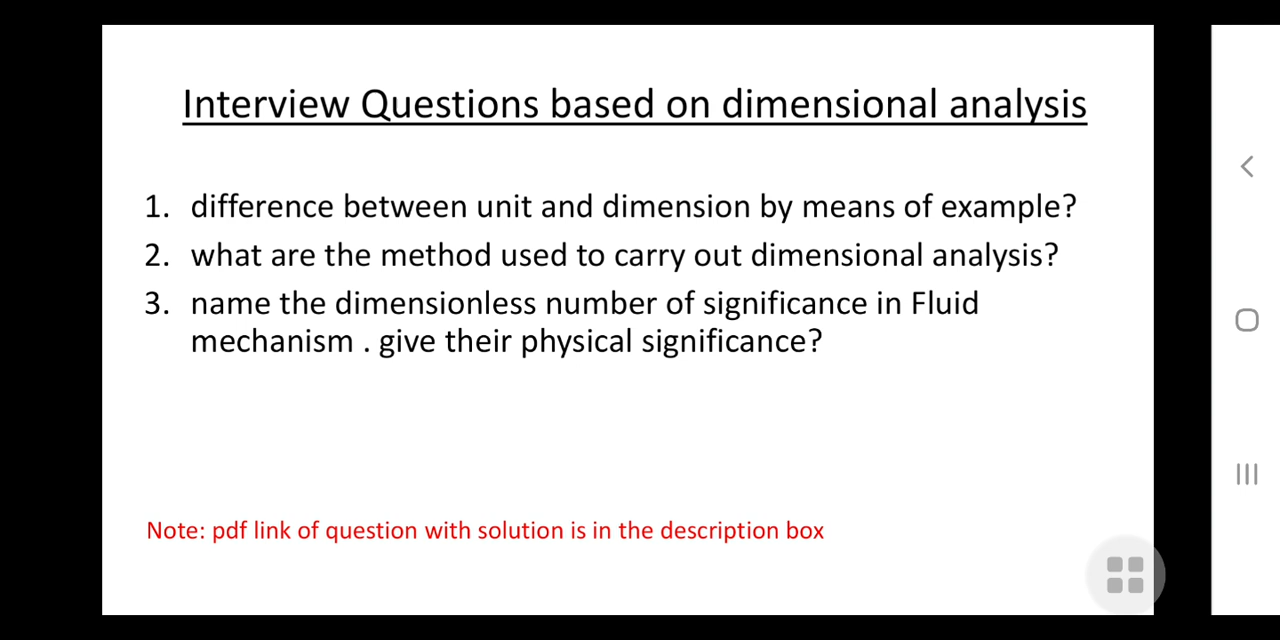 Interview Questions based on dimensional analysis
1. difference between unit and dimension by means of example?
2. what are the method used to carry out dimensional analysis?
3. name the dimensionless number of significance in Fluid
mechanism . give their physical significance?
Note: pdf link of question with solution is in the description box